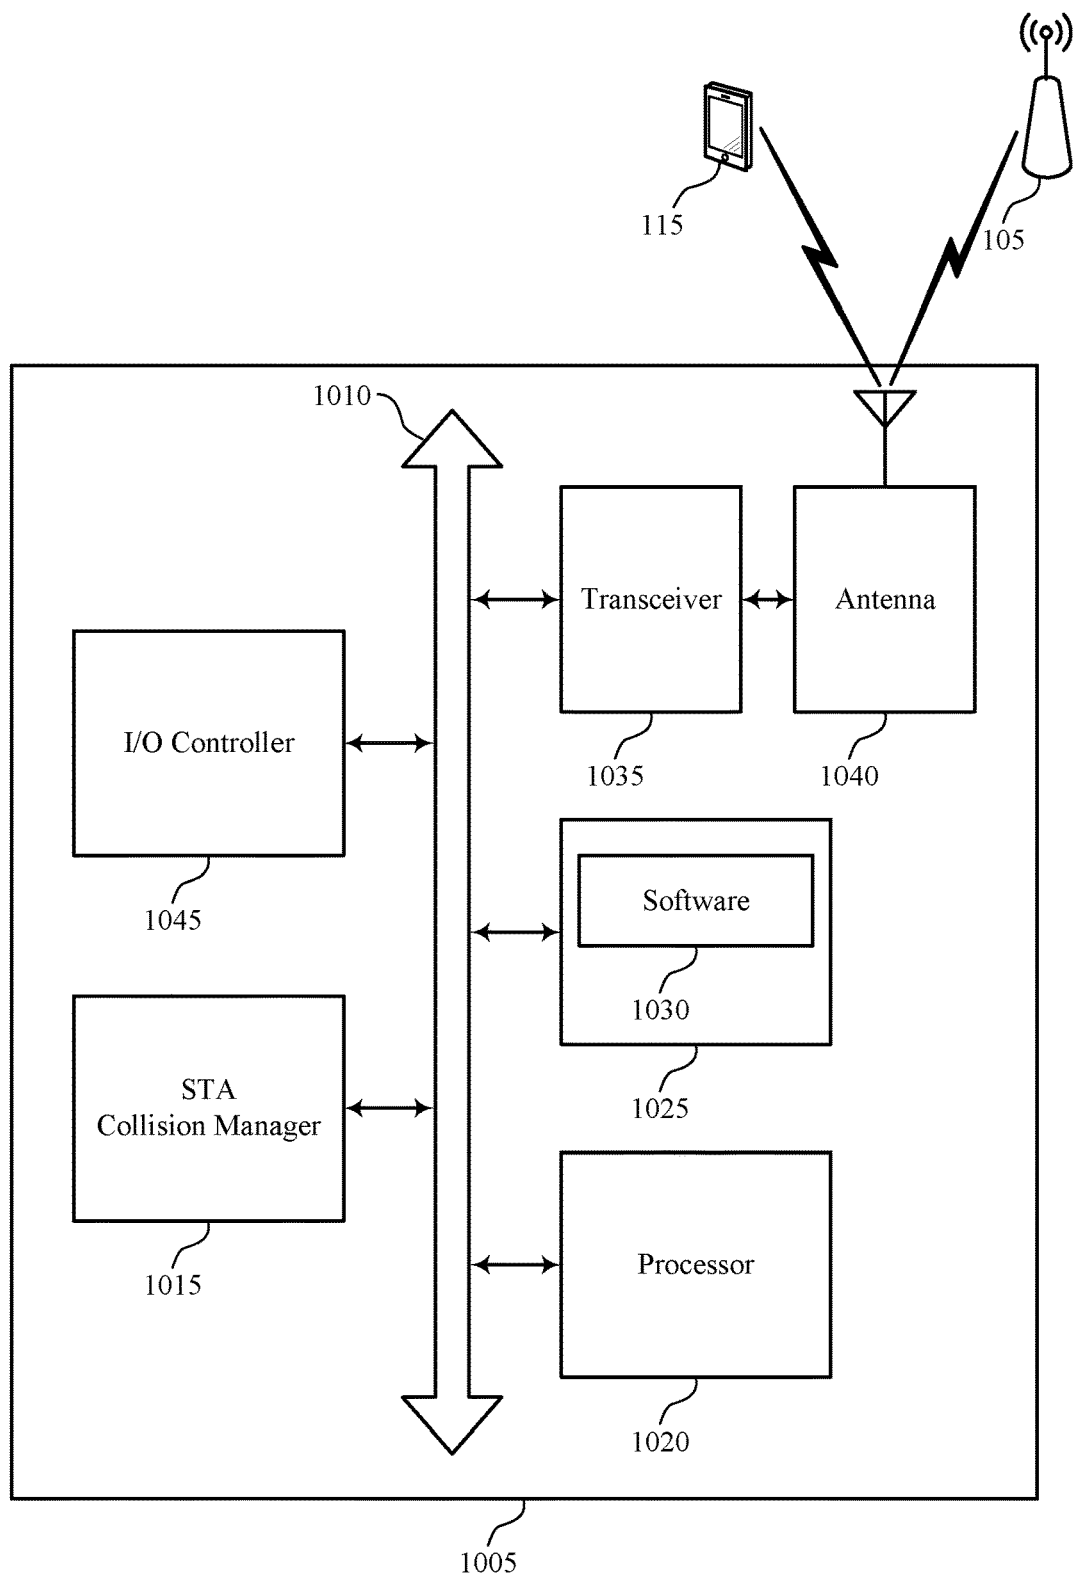 115
105
1010
Transceiver
Antenna
I/O Controller
1035
1040
Software
1045
1030
STA
Collision Manager
1025
Processor
1015
1020
1005